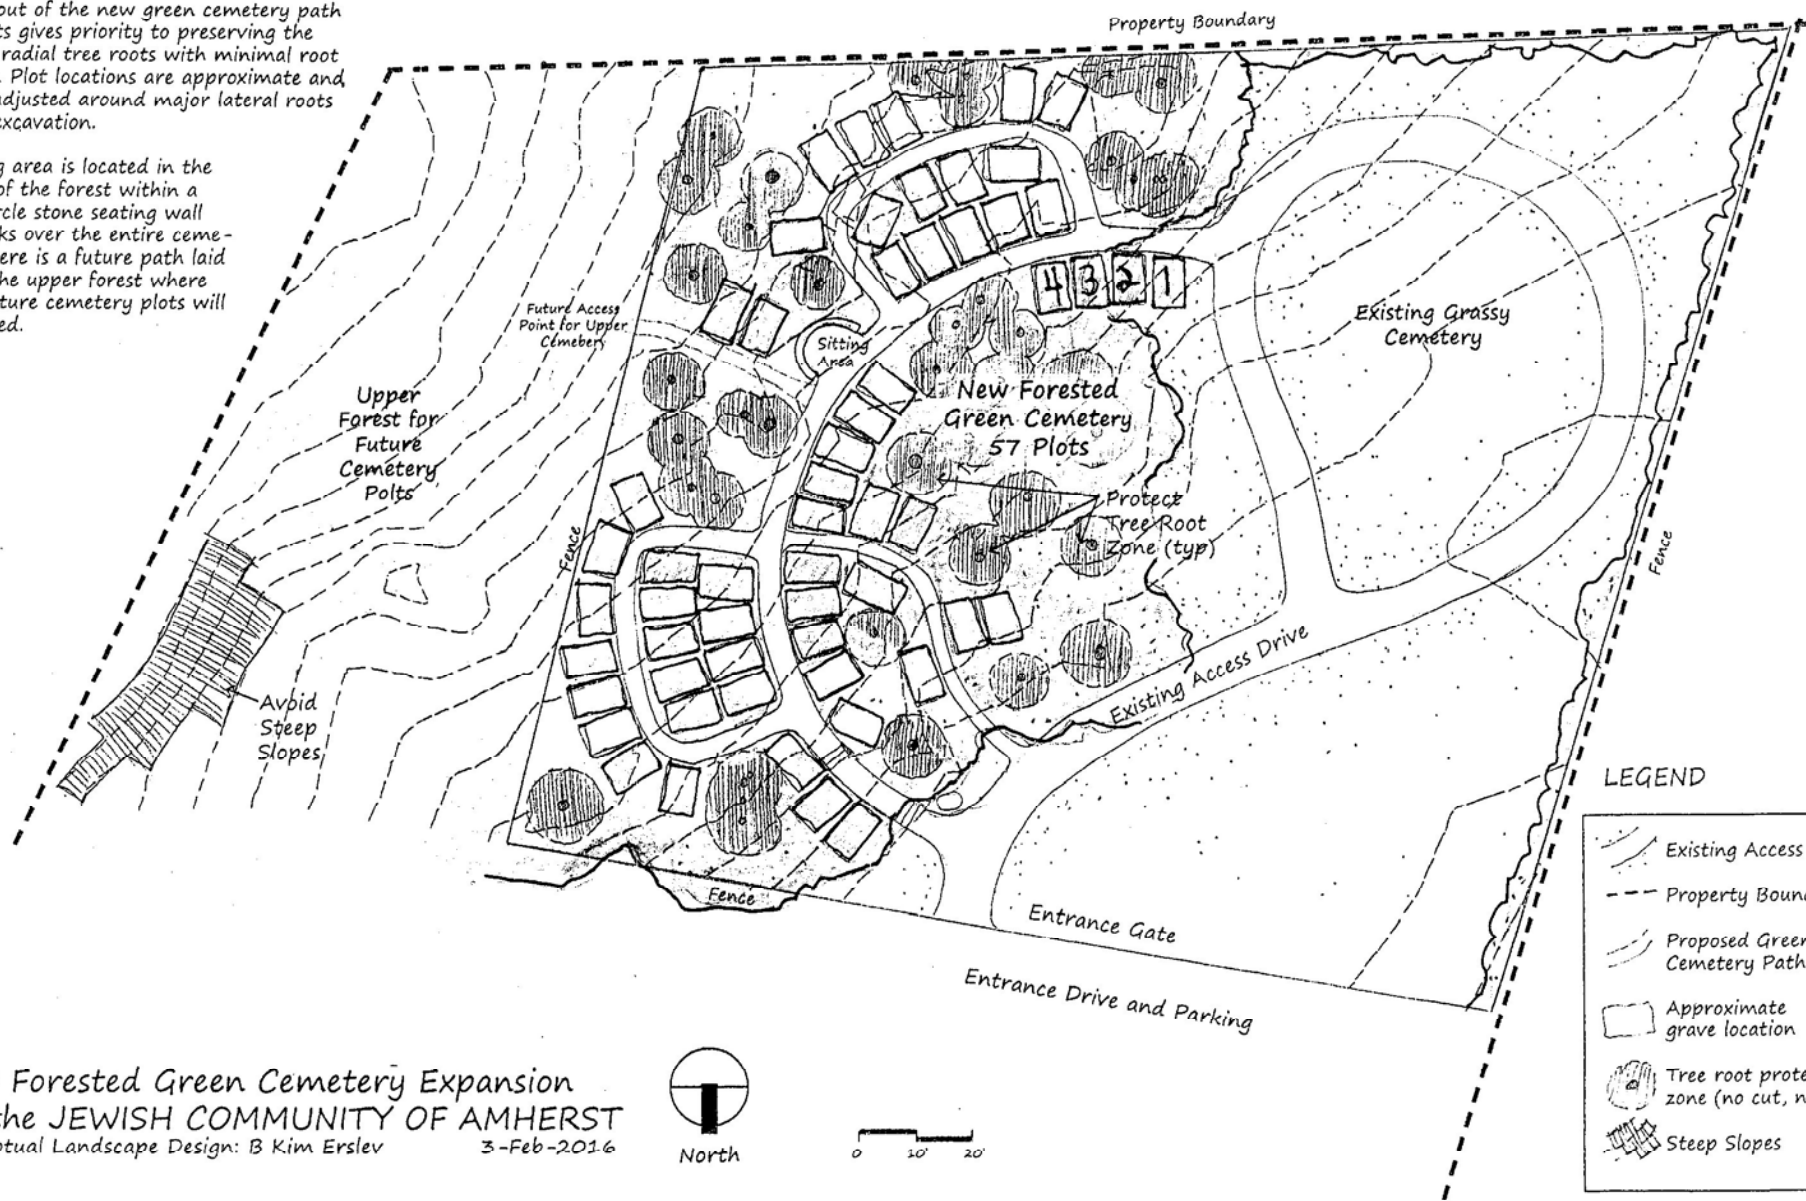 out of the new green cemetery path
ts gives priority to preserving the
radial tree roots with minimal root
. Plot locations are approximate and
adjusted around major lateral roots
excavation.
g area is located in the
of the forest within a
rcle stone seating wall
ks over the entire ceme-
ere is a future path laid
he upper forest where
ture cemetery plots will
ed.
Property Boundary
4 3 2 1
Future Access
Point for Upper
Cemebery
Sitting
Area
Existing Grassy
Cemetery
New Forested
Green Cemetery
57 Plots
Upper
Forest for
Future
Cemetery
Polts
Protect
Tree Root
Zone (typ)
Fence
Fence
Existing Access Drive
Avoid
Steep
Slopes
Fence
Entrance Gate
Entrance Drive and Parking
LEGEND
Existing Access
Property Boun
Proposed Green
Cemetery Path
Approximate
grave location
Tree root prote
zone (no cut, n
Steep Slopes
Forested Green Cemetery Expansion
the JEWISH COMMUNITY OF AMHERST
ptual Landscape Design: B Kim Erslev 3-Feb-2016
North
0 10' 20'